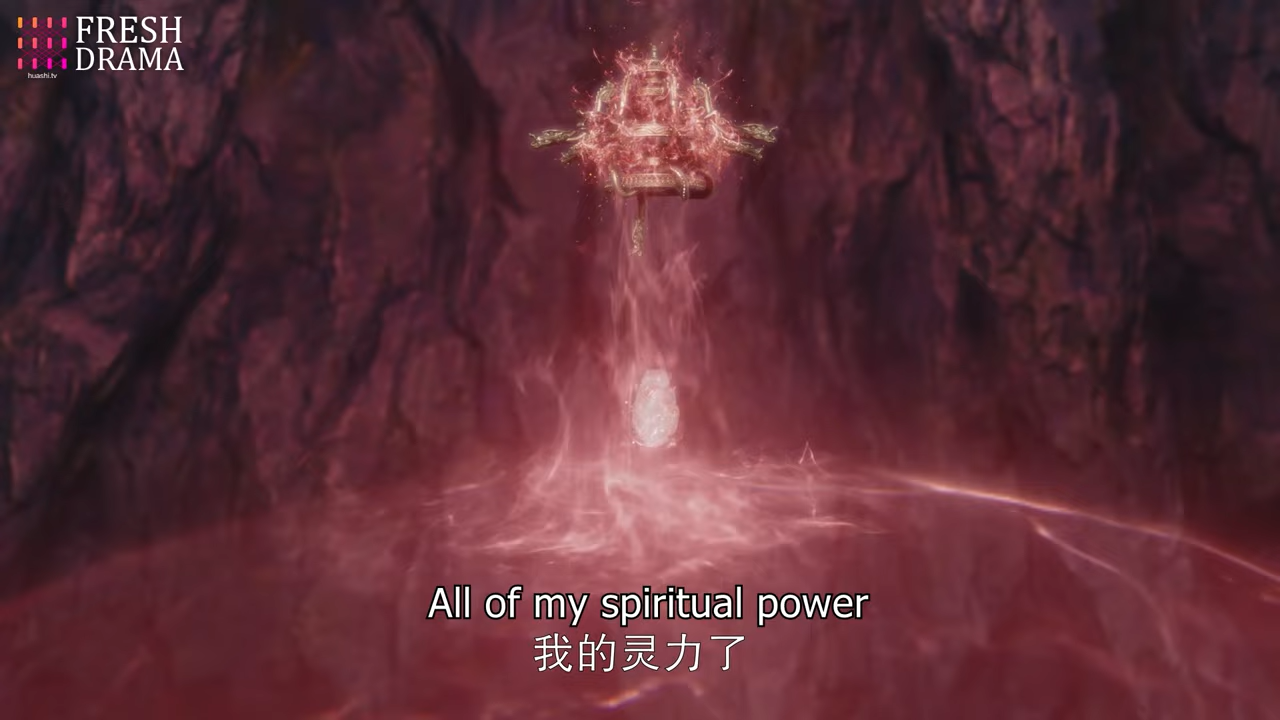 FRESH
DRAMA
huashi.tv
All of my spiritual power
我的灵力了